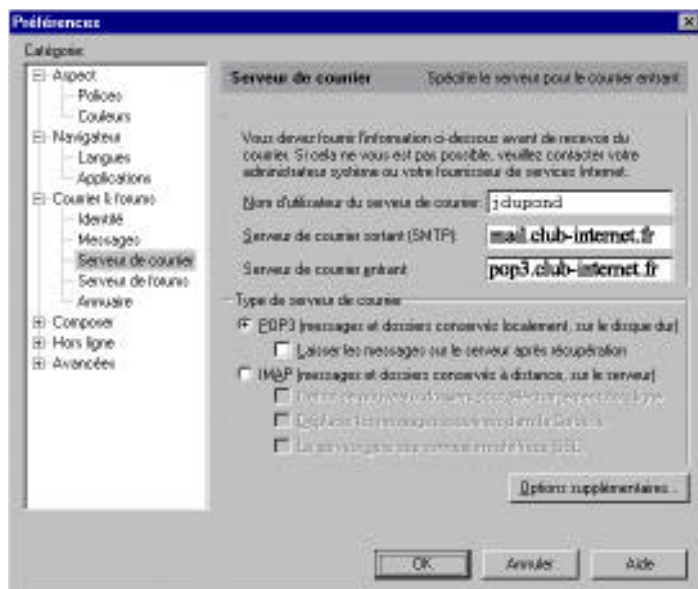 Préférences
Catégorie:
Aspect
Polices
Couleurs
Navigateur
Langues
Applications
Courrier & forums
Identité
Messages
Serveur de courrier
Serveur de forums
Annuaire
Composer
Hors ligne
Avancées
Serveur de courrier Spécifie le serveur pour le courrier entrant
Vous devez fournir l'information ci-dessous avant de recevoir du
courrier. Si cela ne vous est pas possible, veuillez contacter votre
administrateur système ou votre fournisseur de services Internet.
Nom d'utilisateur du serveur de courrier: jdupond
Serveur de courrier sortant (SMTP): mail.club-internet.fr
Serveur de courrier entrant: pop3.club-internet.fr
Type de serveur de courrier
POP3 (messages et dossiers conservés localement, sur le disque dur)
Laisser les messages sur le serveur après récupération
IMAP (messages et dossiers conservés à distance, sur le serveur)
Options supplémentaires...
OK Annuler Aide